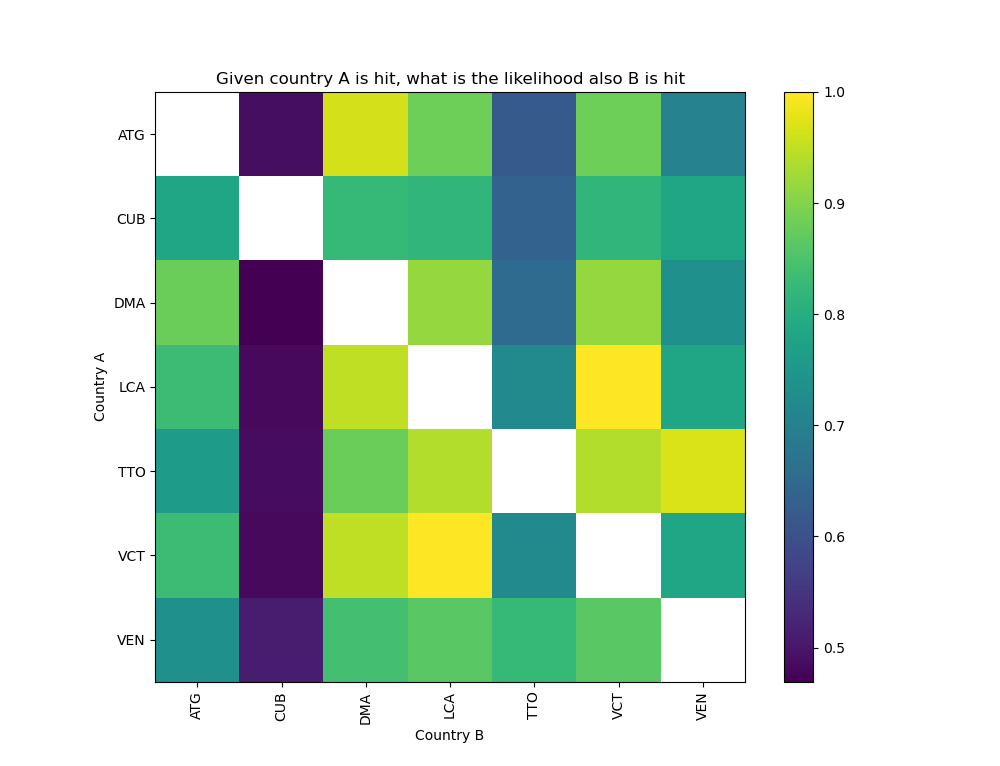 Given country A is hit, what is the likelihood also B is hit
Country A
ATG
CUB
DMA
LCA
TTO
VCT
VEN
ATG CUB DMA LCA TTO VCT VEN
Country B
1.0
0.9
0.8
0.7
0.6
0.5